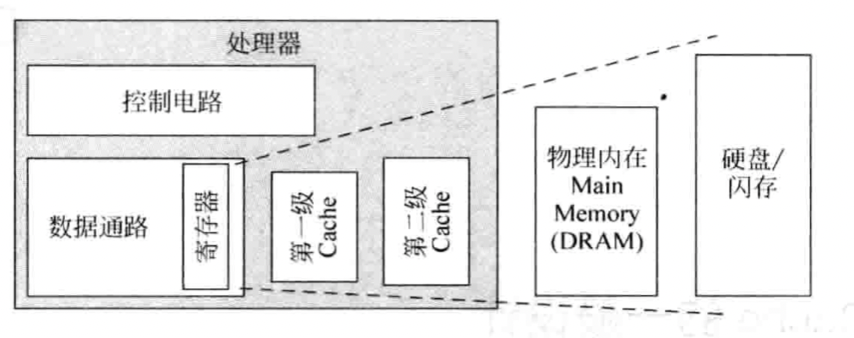 处理器
控制电路
数据通路
寄存器
第一级
Cache
第二级
Cache
物理内在
Main
Memory
(DRAM)
硬盘/
闪存